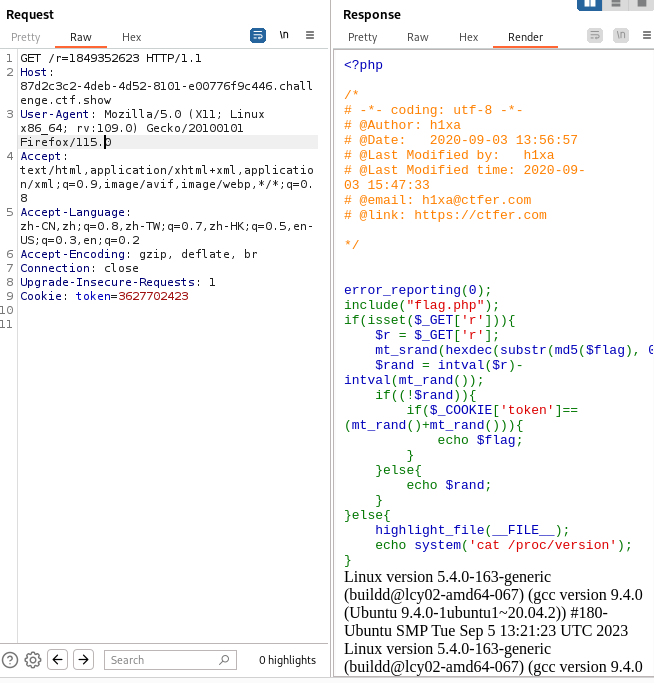 Request
Pretty Raw Hex
\n
1 GET /r=1849352623 HTTP/1.1
2 Host:
87d2c3c2-4deb-4d52-8101-e00776f9c446.chall
enge.ctf.show
3 User-Agent: Mozilla/5.0 (X11; Linux
x86_64; rv:109.0) Gecko/20100101
Firefox/115.0
4 Accept:
text/html,application/xhtml+xml,applicatio
n/xml;q=0.9,image/avif,image/webp,*/*;q=0.
8
5 Accept-Language:
zh-CN,zh;q=0.8,zh-TW;q=0.7,zh-HK;q=0.5,en-
US;q=0.3,en;q=0.2
6 Accept-Encoding: gzip, deflate, br
7 Connection: close
8 Upgrade-Insecure-Requests: 1
9 Cookie: token=3627702423
10
11
Search
0 highlights
Response
Pretty Raw Hex Render
\n
<?php
/*
# -*- coding: utf-8 -*-
# @Author: h1xa
# @Date: 2020-09-03 13:56:57
# @Last Modified by: h1xa
# @Last Modified time: 2020-09-
03 15:47:33
# @email: h1xa@ctfer.com
# @link: https://ctfer.com
*/
error_reporting(0);
include("flag.php");
if(isset($_GET['r'])){
$r = $_GET['r'];
mt_srand(hexdec(substr(md5($flag),
$rand = intval($r)-
intval(mt_rand());
if((!$rand)){
if($_COOKIE['token']==
(mt_rand()+mt_rand())){
echo $flag;
}
}else{
echo $rand;
}
}else{
highlight_file(__FILE__);
echo system('cat /proc/version');
}
Linux version 5.4.0-163-generic
(buildd@lcy02-amd64-067) (gcc version 9.4.0
(Ubuntu 9.4.0-1ubuntu1~20.04.2)) #180-
Ubuntu SMP Tue Sep 5 13:21:23 UTC 2023
Linux version 5.4.0-163-generic
(buildd@lcy02-amd64-067) (gcc version 9.4.0